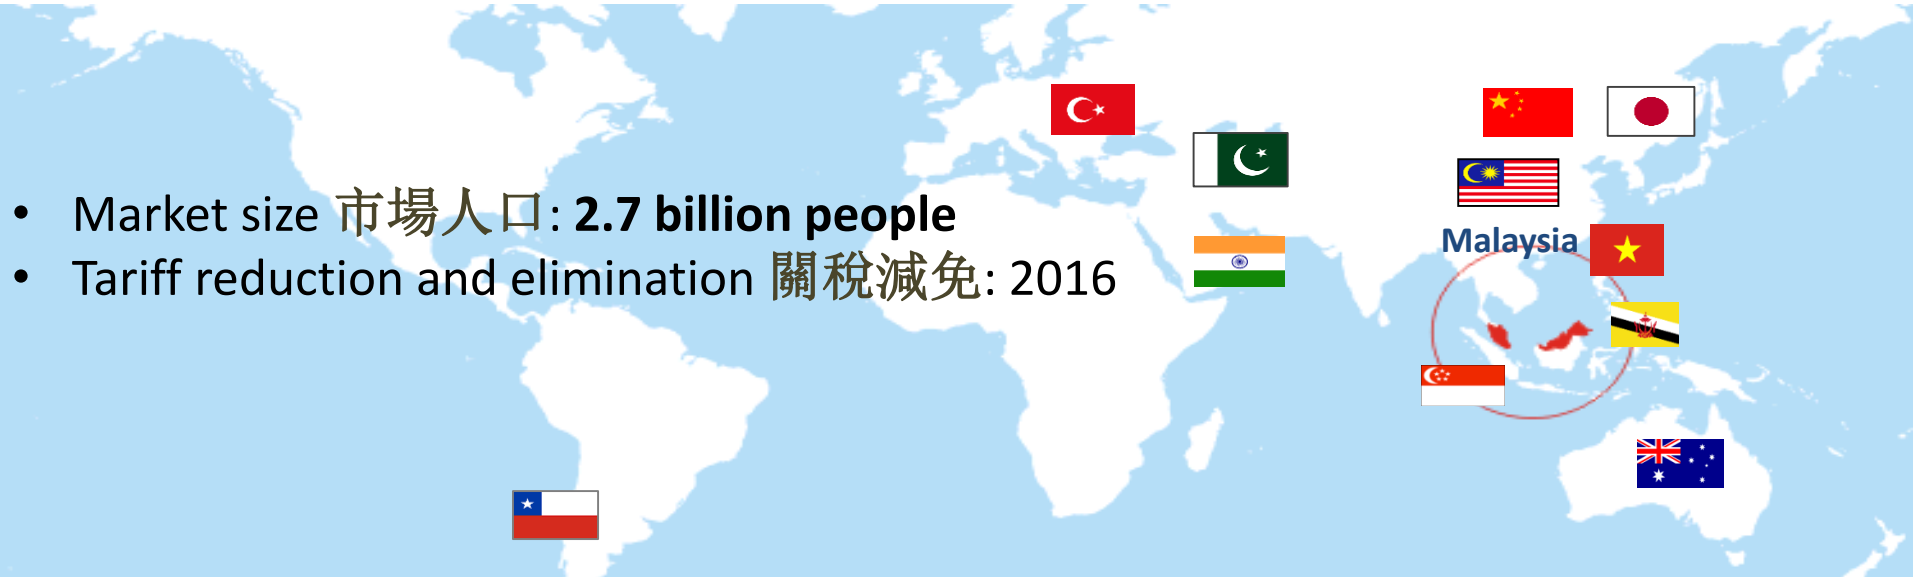 • Market size 市場人口: 2.7 billion people
• Tariff reduction and elimination 關稅減免: 2016
Malaysia